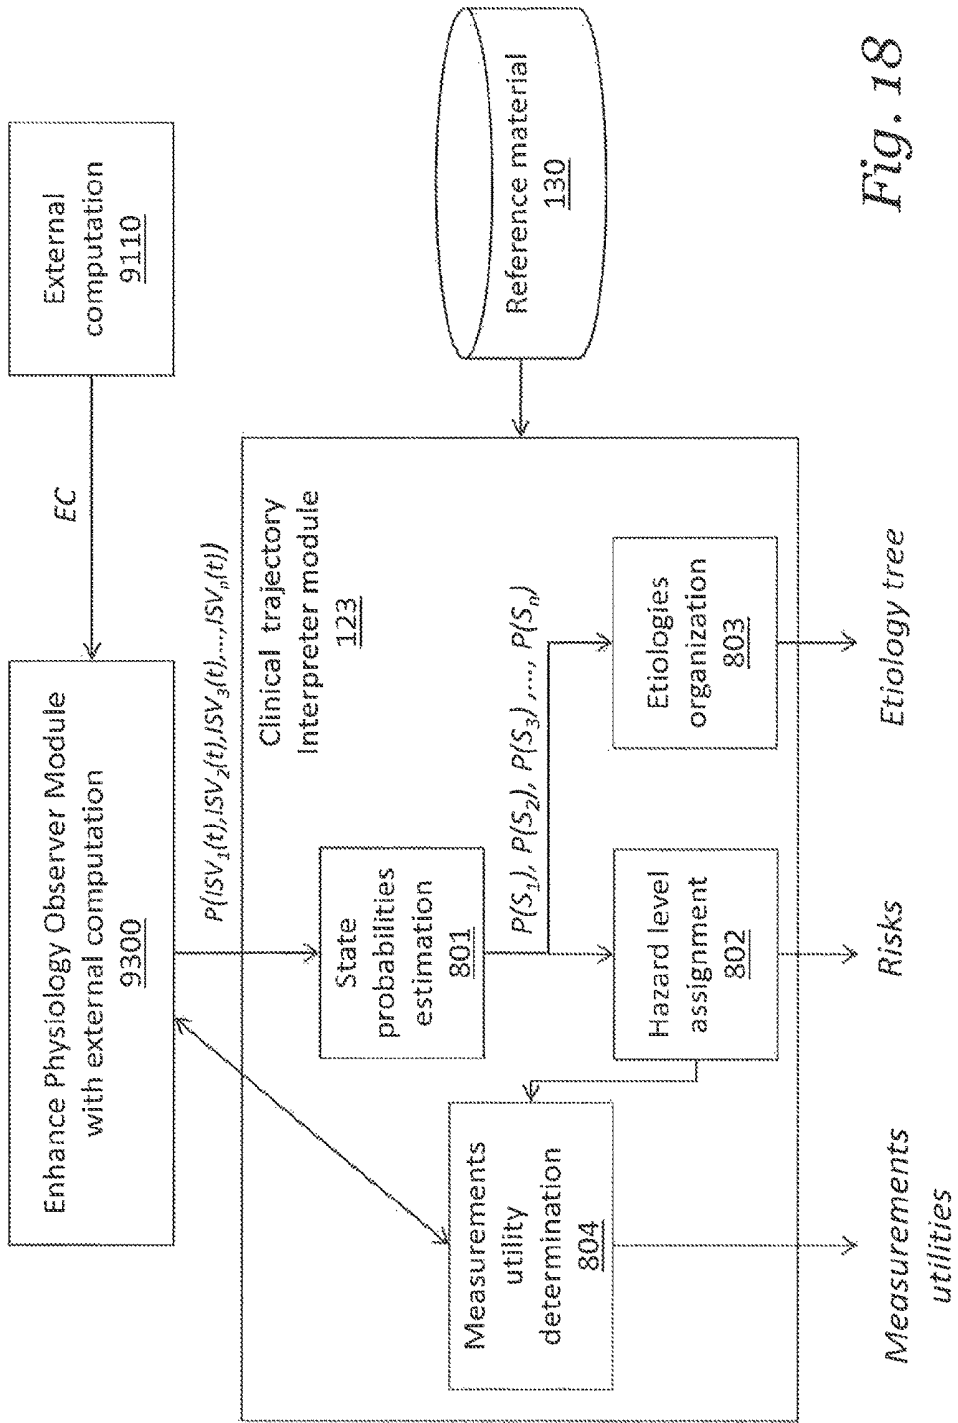 Enhance Physiology Observer Module
with external computation
9300
External
computation
9110
EC
P(ISV₁(t),ISV₂(t),ISV₃(t),...,ISVₙ(t))
Clinical trajectory
Interpreter module
123
State
probabilities
estimation
801
P(S₁), P(S₂), P(S₃) ,..., P(Sₙ)
Measurements
utility
determination
804
Hazard level
assignment
802
Etiologies
organization
803
Reference material
130
Measurements
utilities
Risks
Etiology tree
Fig. 18